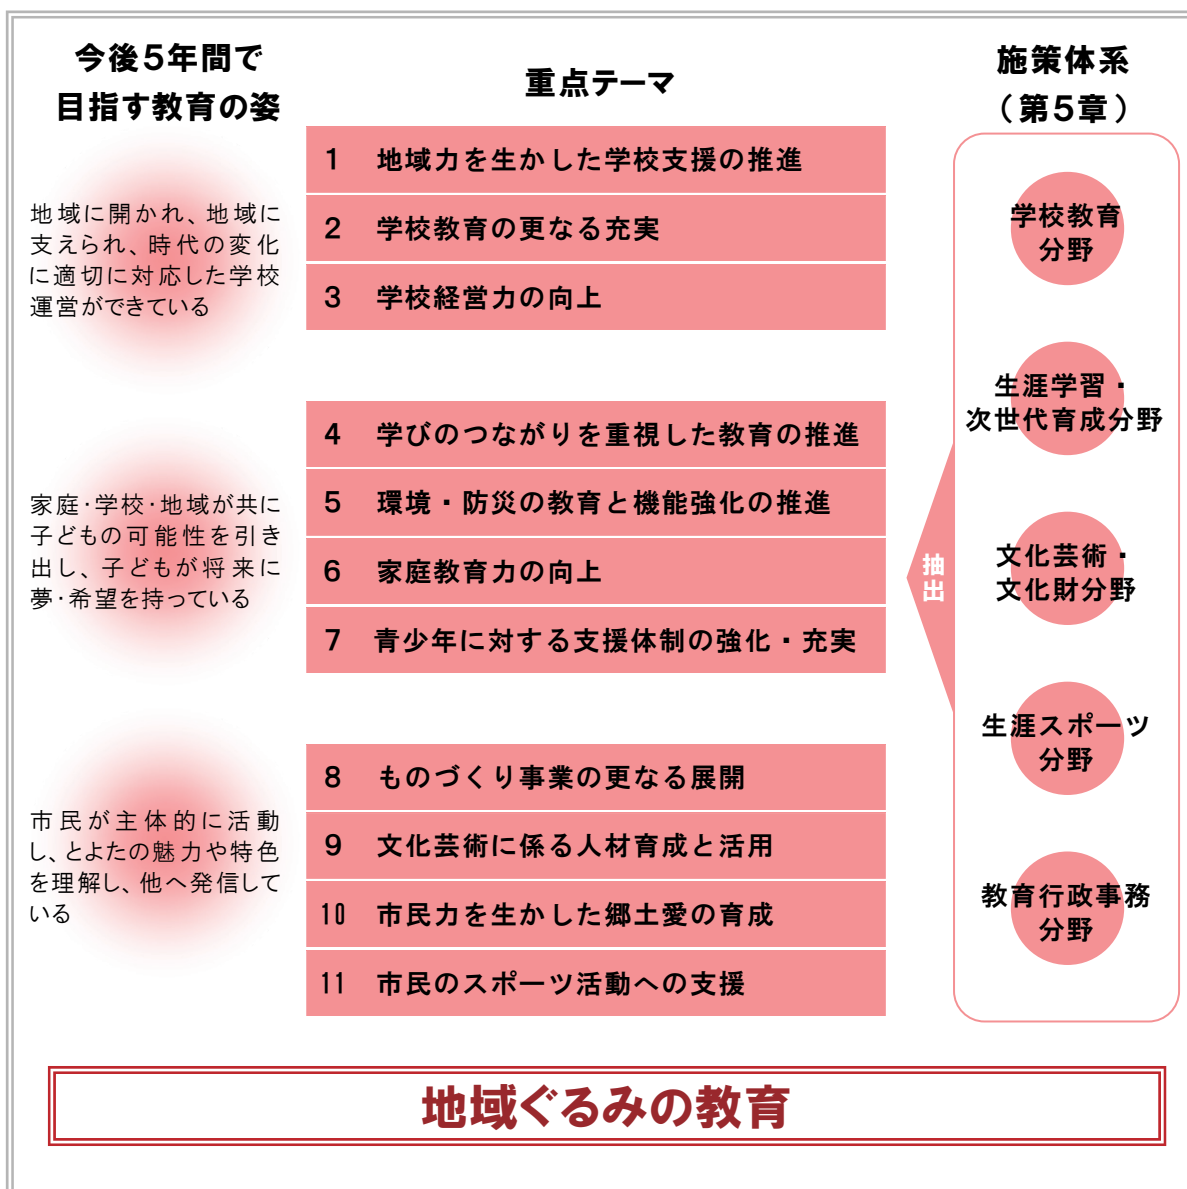 今後5年間で
目指す教育の姿
地域に開かれ、地域に
支えられ、時代の変化
に適切に対応した学校
運営ができている
家庭・学校・地域が共に
子どもの可能性を引き
出し、子どもが将来に
夢・希望を持っている
市民が主体的に活動
し、とよたの魅力や特色
を理解し、他へ発信して
いる
重点テーマ
1 地域力を生かした学校支援の推進
2 学校教育の更なる充実
3 学校経営力の向上
4 学びのつながりを重視した教育の推進
5 環境・防災の教育と機能強化の推進
6 家庭教育力の向上
7 青少年に対する支援体制の強化・充実
8 ものづくり事業の更なる展開
9 文化芸術に係る人材育成と活用
10 市民力を生かした郷土愛の育成
11 市民のスポーツ活動への支援
抽出
施策体系
(第5章)
学校教育
分野
生涯学習・
次世代育成分野
文化芸術・
文化財分野
生涯スポーツ
分野
教育行政事務
分野
地域ぐるみの教育